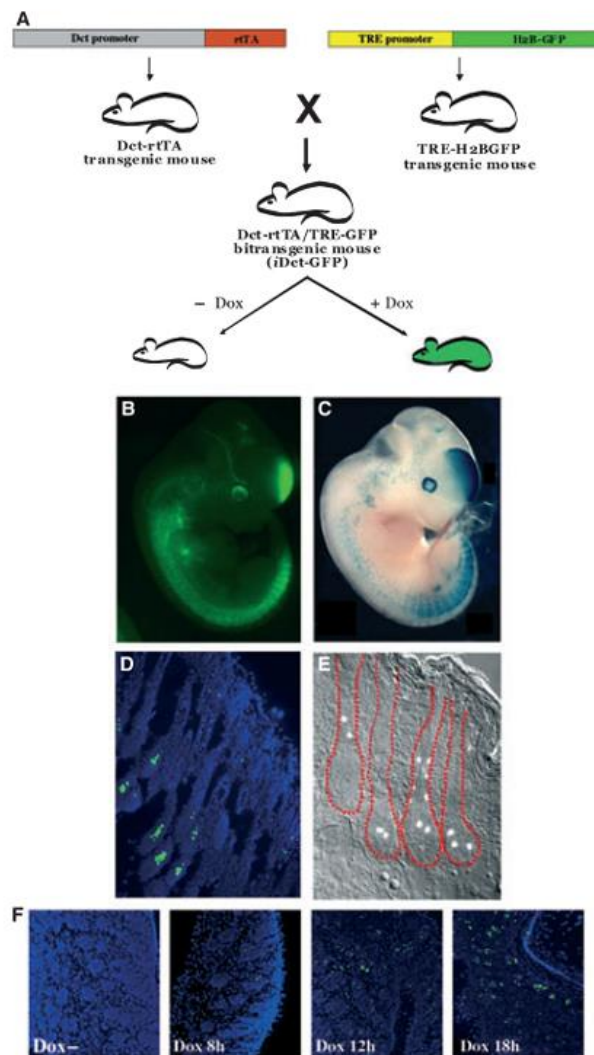 A
Dct promoter rtTA TRE promoter H2B-GFP
Dct-rtTA
transgenic mouse
X
TRE-H2BGFP
transgenic mouse
Dct-rtTA/TRE-GFP
bitransgenic mouse
(iDct-GFP)
– Dox + Dox
B C
D E
F
Dox– Dox 8h Dox 12h Dox 18h